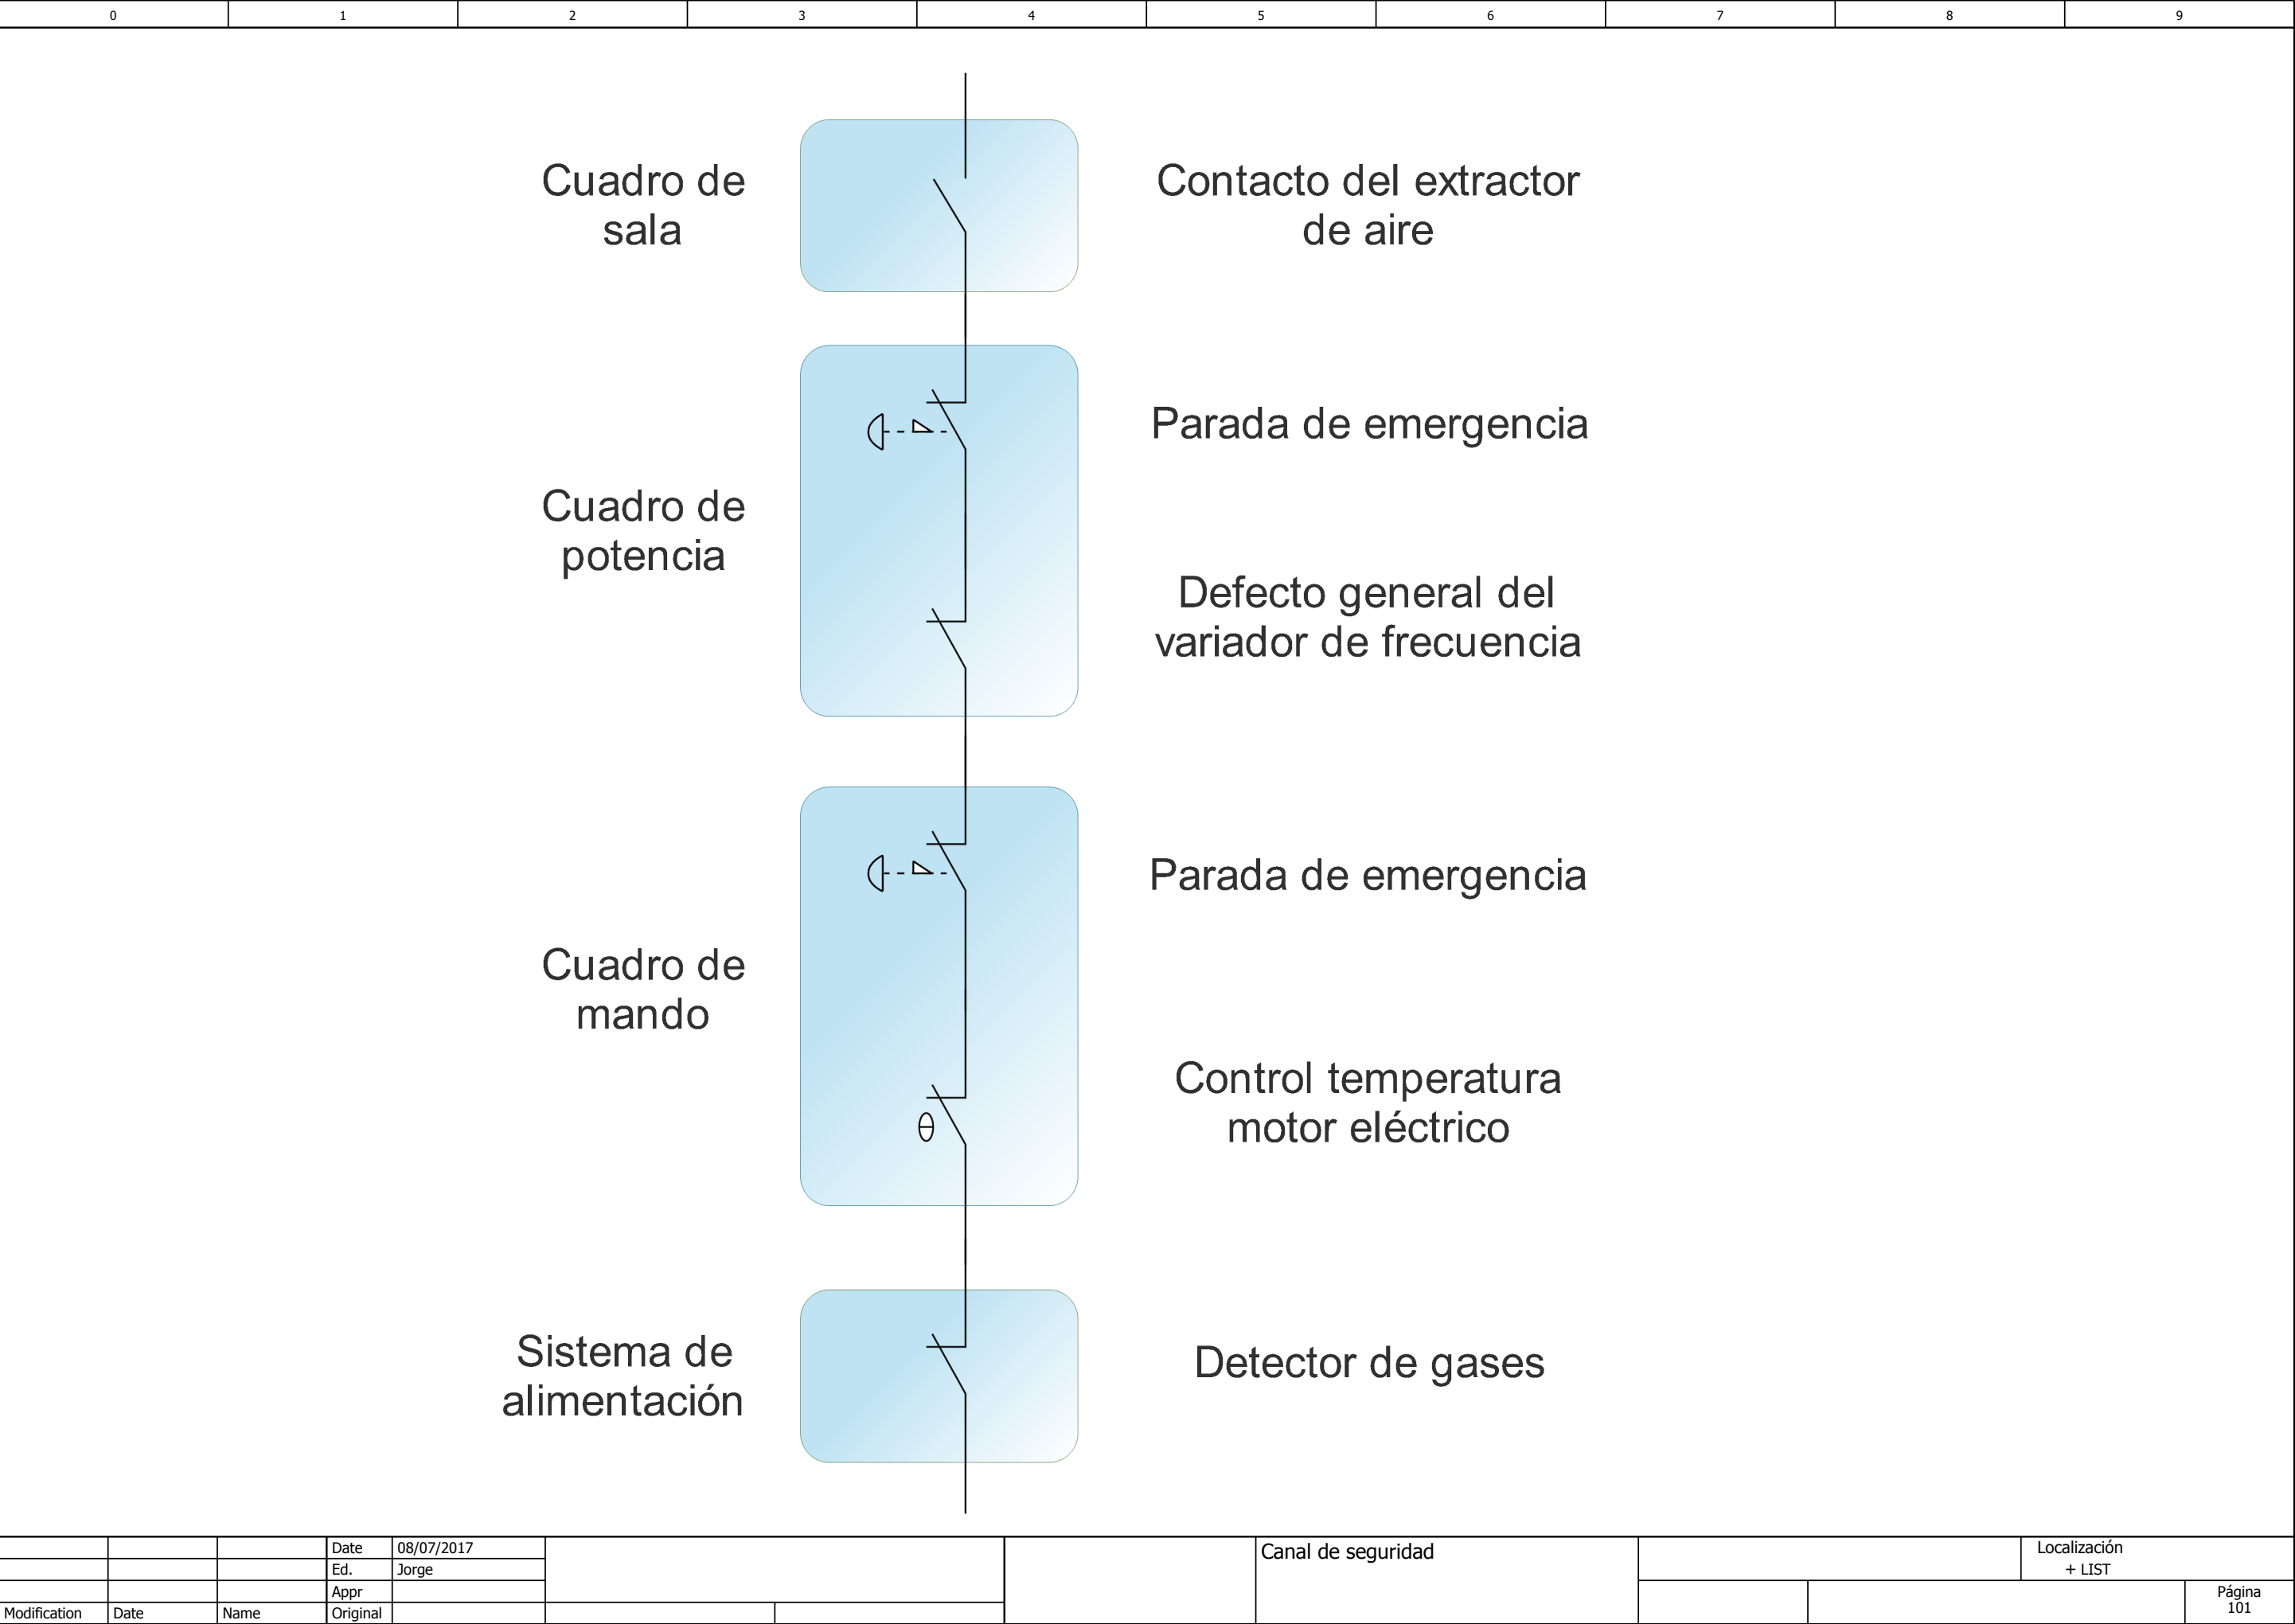 0 1 2 3 4 5 6 7 8 9
Cuadro de
sala
Contacto del extractor
de aire
Parada de emergencia
Cuadro de
potencia
Defecto general del
variador de frecuencia
Parada de emergencia
Cuadro de
mando
Control temperatura
motor eléctrico
Sistema de
alimentación
Detector de gases
Date 08/07/2017
Ed. Jorge
Appr
Modification Date Name Original
Canal de seguridad
Localización
+ LIST
Página
101